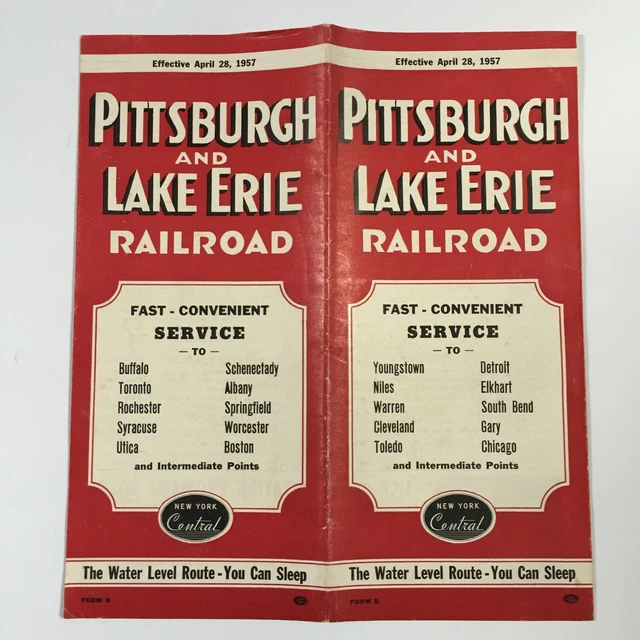 Effective April 28, 1957
PITTSBURGH
AND
LAKE ERIE
RAILROAD
FAST - CONVENIENT
SERVICE
— TO —
Buffalo Schenectady
Toronto Albany
Rochester Springfield
Syracuse Worcester
Utica Boston
and Intermediate Points
NEW YORK
Central
The Water Level Route - You Can Sleep
FORM B
Effective April 28, 1957
PITTSBURGH
AND
LAKE ERIE
RAILROAD
FAST - CONVENIENT
SERVICE
— TO —
Youngstown Detroit
Niles Elkhart
Warren South Bend
Cleveland Gary
Toledo Chicago
and Intermediate Points
NEW YORK
Central
The Water Level Route - You Can Sleep
FORM B